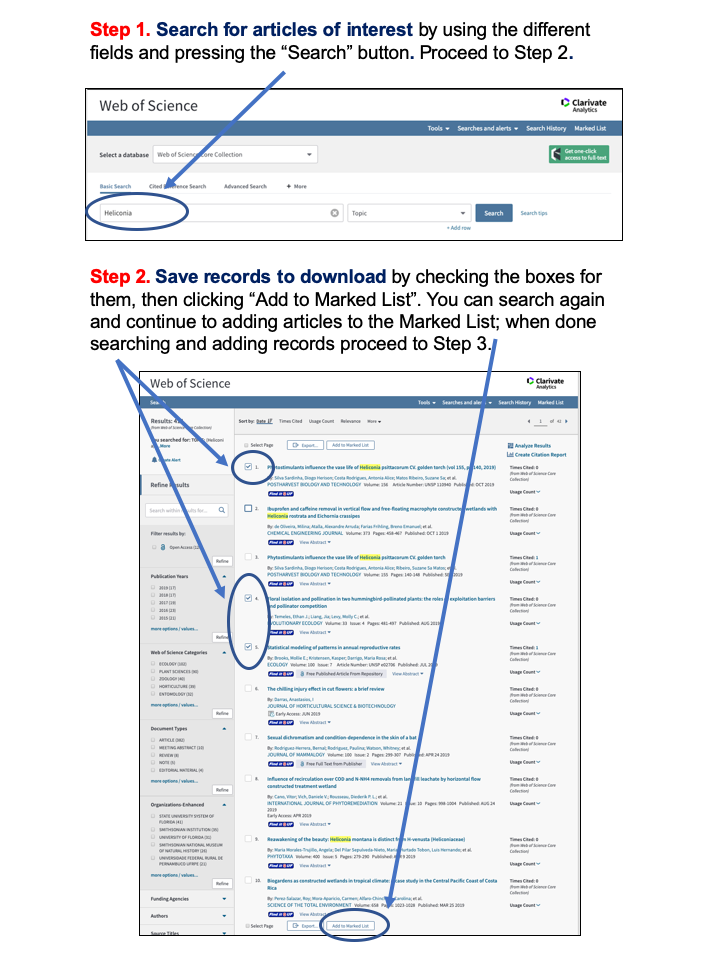 Step 1. Search for articles of interest by using the different
fields and pressing the “Search” button. Proceed to Step 2.
Web of Science
Clarivate
Analytics
Tools Searches and alerts Search History Marked List
Select a database Web of Science Core Collection
Get one-click
access to full-text
Basic Search Cited Reference Search Advanced Search + More
Heliconia Topic Search Search tips
+ Add row
Step 2. Save records to download by checking the boxes for
them, then clicking “Add to Marked List”. You can search again
and continue to adding articles to the Marked List; when done
searching and adding records proceed to Step 3.
Web of Science
Clarivate
Analytics
Tools Searches and alerts Search History Marked List
Results:
(from Web of Science Core
Collection)
searched for:
More
Create Alert
Refine Results
Search within results for...
Filter results by:
Open Access
Refine
Publication Years
2019 (17)
2018 (17)
2017 (18)
2016 (23)
2015 (21)
more options / values...
Refine
Web of Science Categories
ECOLOGY (102)
PLANT SCIENCES (98)
ZOOLOGY (40)
HORTICULTURE (39)
ENTOMOLOGY (32)
more options / values...
Refine
Document Types
ARTICLE (382)
MEETING ABSTRACT (10)
REVIEW (8)
NOTE (5)
EDITORIAL MATERIAL (4)
more options / values...
Refine
Organizations-Enhanced
STATE UNIVERSITY SYSTEM OF
FLORIDA (41)
SMITHSONIAN INSTITUTION (35)
UNIVERSITY OF FLORIDA (31)
SMITHSONIAN NATIONAL MUSEUM
OF NATURAL HISTORY (26)
UNIVERSIDADE FEDERAL RURAL DE
PERNAMBUCO UFRPE (21)
more options / values...
Refine
Funding Agencies
Authors
Source Titles
Sort by: Date Times Cited Usage Count Relevance More
1 of 42
Select Page Export... Add to Marked List
Analyze Results
Create Citation Report
1. Phytostimulants influence the vase life of Heliconia psittacorum CV. golden torch (vol 155, 140, 2019)
By: Silva Sardinha, Diogo Herison; Costa Rodrigues, Antonia Alice; Mateo Ribeiro, Suzane Sa; et al.
POSTHARVEST BIOLOGY AND TECHNOLOGY Volume: 156 Article Number: UNSP 110940 Published: OCT 2019
Find it @ UF
Times Cited: 0
(from Web of Science Core
Collection)
Usage Count
2. Ibuprofen and caffeine removal in vertical flow and free-floating macrophyte constructed wetlands with
Heliconia rostrata and Eichornia crassipes
By: de Oliveira, Milina; Atalla, Alexandre Arruda; Farias Frihling, Breno Emanuel; et al.
CHEMICAL ENGINEERING JOURNAL Volume: 373 Pages: 458-467 Published: OCT 1 2019
Find it @ UF View Abstract
Times Cited: 0
(from Web of Science Core
Collection)
Usage Count
3. Phytostimulants influence the vase life of Heliconia psittacorum CV. golden torch
By: Silva Sardinha, Diogo Herison; Costa Rodrigues, Antonia Alice; Ribeiro, Suzane Sa Mateo; et al.
POSTHARVEST BIOLOGY AND TECHNOLOGY Volume: 155 Pages: 140-146 Published: 2019
Find it @ UF View Abstract
Times Cited: 1
(from Web of Science Core
Collection)
Usage Count
4. Floral isolation and pollination in two hummingbird-pollinated plants: the roles of exploitation barriers
and pollinator competition
By: Temeles, Ethan J.; Liang, Jia; Levy, Molly C.; et al.
EVOLUTIONARY ECOLOGY Volume: 33 Issue: 4 Pages: 481-497 Published: AUG 2019
Find it @ UF View Abstract
Times Cited: 0
(from Web of Science Core
Collection)
Usage Count
5. Statistical modeling of patterns in annual reproductive rates
By: Brooks, Mollie E.; Kristensen, Kasper; Darrigo, Maria Rosa; et al.
ECOLOGY Volume: 100 Issue: 7 Article Number: UNSP e02706 Published: JUL
Find it @ UF Free Published Article From Repository View Abstract
Times Cited: 1
(from Web of Science Core
Collection)
Usage Count
6. The chilling injury effect in cut flowers: a brief review
By: Darras, Anastasios, I
JOURNAL OF HORTICULTURAL SCIENCE & BIOTECHNOLOGY
Early Access: JUN 2019
Find it @ UF View Abstract
Times Cited: 0
(from Web of Science Core
Collection)
Usage Count
7. Sexual dichromatism and condition-dependence in the skin of a bat
By: Rodriguez Herrera, Bernal; Rodriguez, Paulina; Watson, Whitney; et al.
JOURNAL OF MAMMALOGY Volume: 100 Issue: 2 Pages: 299-307 Published: APR 24 2019
Find it @ UF Free Full Text from Publisher View Abstract
Times Cited: 0
(from Web of Science Core
Collection)
Usage Count
8. Influence of recirculation over COD and N-NH4 removals from landfill leachate by horizontal flow
constructed treatment wetland
By: Cano, Vitor; Vich, Daniele V.; Rousseau, Diederik P. L.; et al.
INTERNATIONAL JOURNAL OF PHYTOREMEDIATION Volume: 21 Issue: 10 Pages: 998-1004 Published: AUG 24
2019
Early Access: APR 2019
Find it @ UF View Abstract
Times Cited: 0
(from Web of Science Core
Collection)
Usage Count
9. Reawakening of the beauty: Heliconia montana is distinct from H-venusta (Heliconiaceae)
By: Maria Morales-Trujillo, Angela; Del Pilar Sepulveda-Nieto, Maria; Hurtado Tobon, Luis Hernando; et al.
PHYTOTAXA Volume: 400 Issue: 5 Pages: 279-290 Published: 9 2019
Find it @ UF View Abstract
Times Cited: 0
(from Web of Science Core
Collection)
Usage Count
10. Biogardens as constructed wetlands in tropical climate: case study in the Central Pacific Coast of Costa
Rica
By: Perez Salazar, Roy; Mora Aparicio, Carmen; Alfaro Chinchilla, Carolina; et al.
SCIENCE OF THE TOTAL ENVIRONMENT Volume: 658 Pages: 1023-1028 Published: MAR 25 2019
Find it @ UF View Abstract
Times Cited: 0
(from Web of Science Core
Collection)
Usage Count
Select Page Export... Add to Marked List